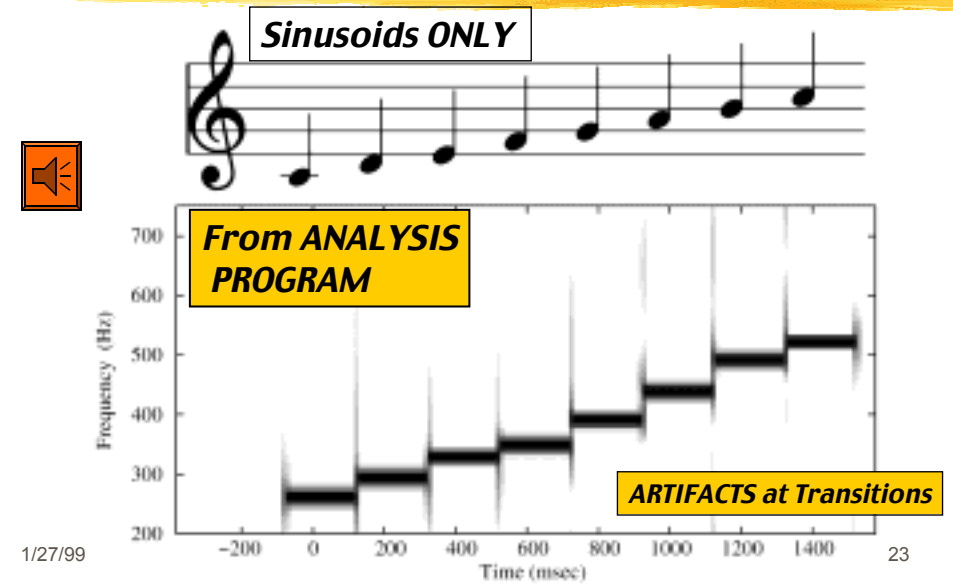 Sinusoids ONLY
From ANALYSIS
PROGRAM
700
600
500
400
300
200
Frequency (Hz)
ARTIFACTS at Transitions
−200 0 200 400 600 800 1000 1200 1400
Time (msec)
1/27/99
23